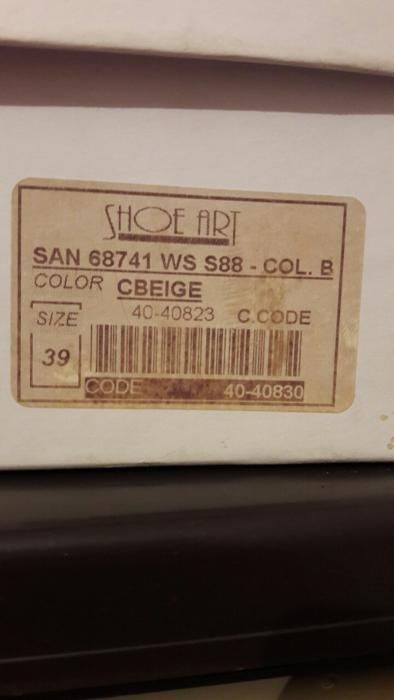 SHOE ART
SAN 68741 WS S88 - COL. B
COLOR CBEIGE
SIZE 40-40823 C.CODE
39
CODE 40-40830